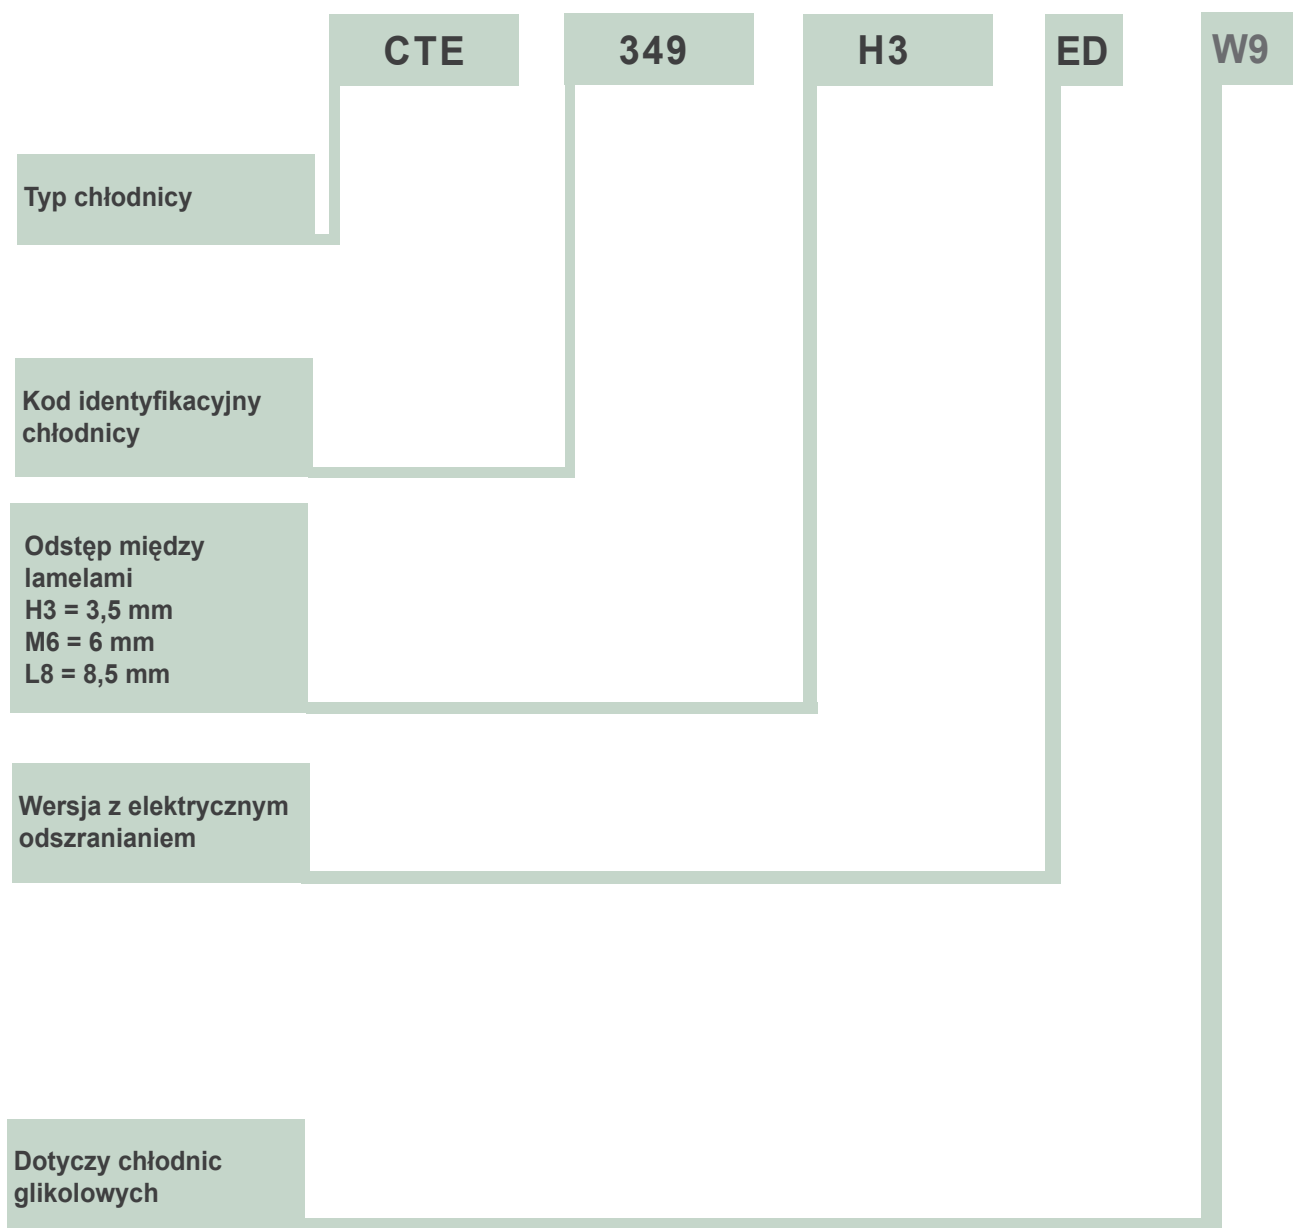 CTE 349 H3 ED W9
Typ chłodnicy
Kod identyfikacyjny
chłodnicy
Odstęp między
lamelami
H3 = 3,5 mm
M6 = 6 mm
L8 = 8,5 mm
Wersja z elektrycznym
odszranianiem
Dotyczy chłodnic
glikolowych